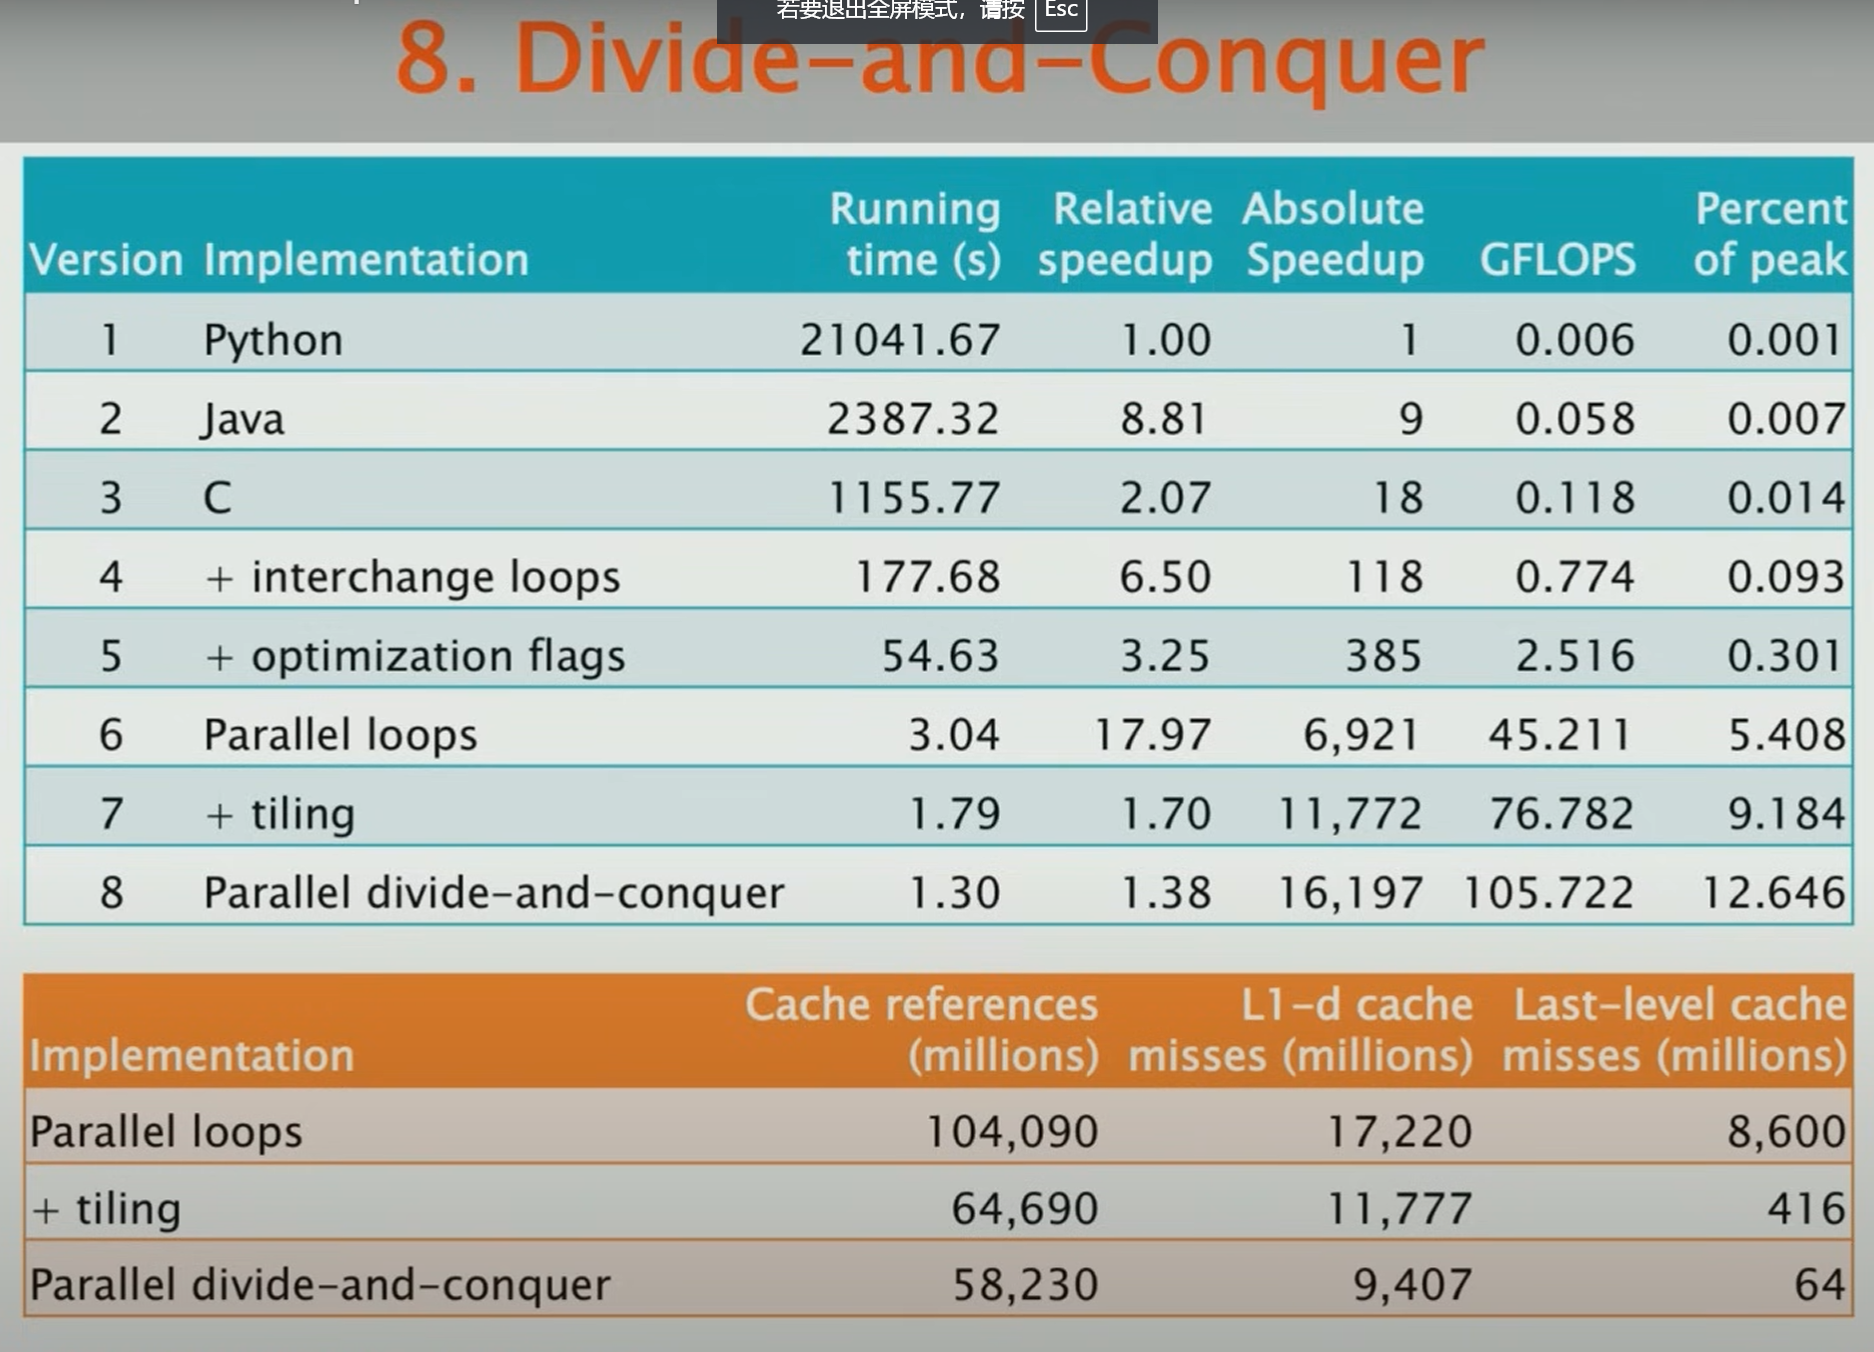 若要退出全屏模式，请按 Esc
8. Divide-and-Conquer
Version Implementation Running time (s) Relative speedup Absolute Speedup GFLOPS Percent of peak
1 Python 21041.67 1.00 1 0.006 0.001
2 Java 2387.32 8.81 9 0.058 0.007
3 C 1155.77 2.07 18 0.118 0.014
4 + interchange loops 177.68 6.50 118 0.774 0.093
5 + optimization flags 54.63 3.25 385 2.516 0.301
6 Parallel loops 3.04 17.97 6,921 45.211 5.408
7 + tiling 1.79 1.70 11,772 76.782 9.184
8 Parallel divide-and-conquer 1.30 1.38 16,197 105.722 12.646
Implementation Cache references (millions) L1-d cache misses (millions) Last-level cache misses (millions)
Parallel loops 104,090 17,220 8,600
+ tiling 64,690 11,777 416
Parallel divide-and-conquer 58,230 9,407 64